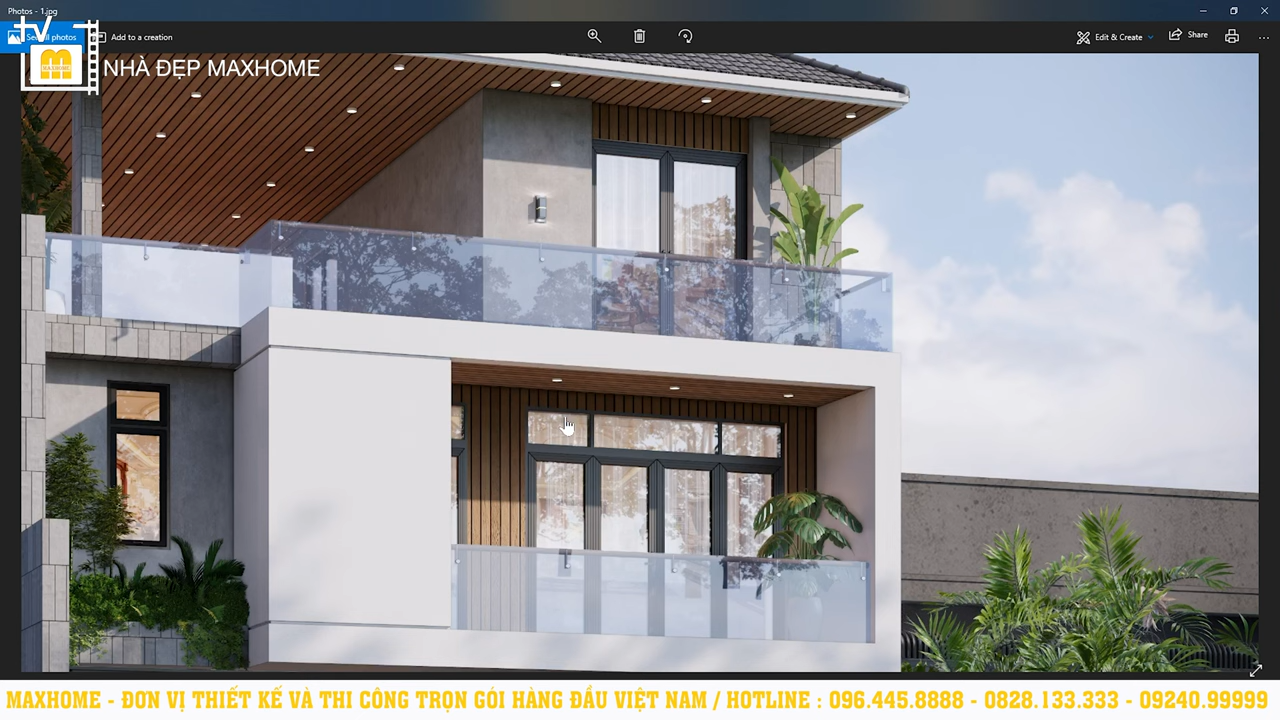 Photos - 1.jpg
See all photos
Add to a creation
Edit & Create
Share
tv
MAXHOME
NHÀ ĐẸP MAXHOME
MAXHOME - ĐƠN VỊ THIẾT KẾ VÀ THI CÔNG TRỌN GÓI HÀNG ĐẦU VIỆT NAM / HOTLINE : 096.445.8888 - 0828.133.333 - 09240.99999